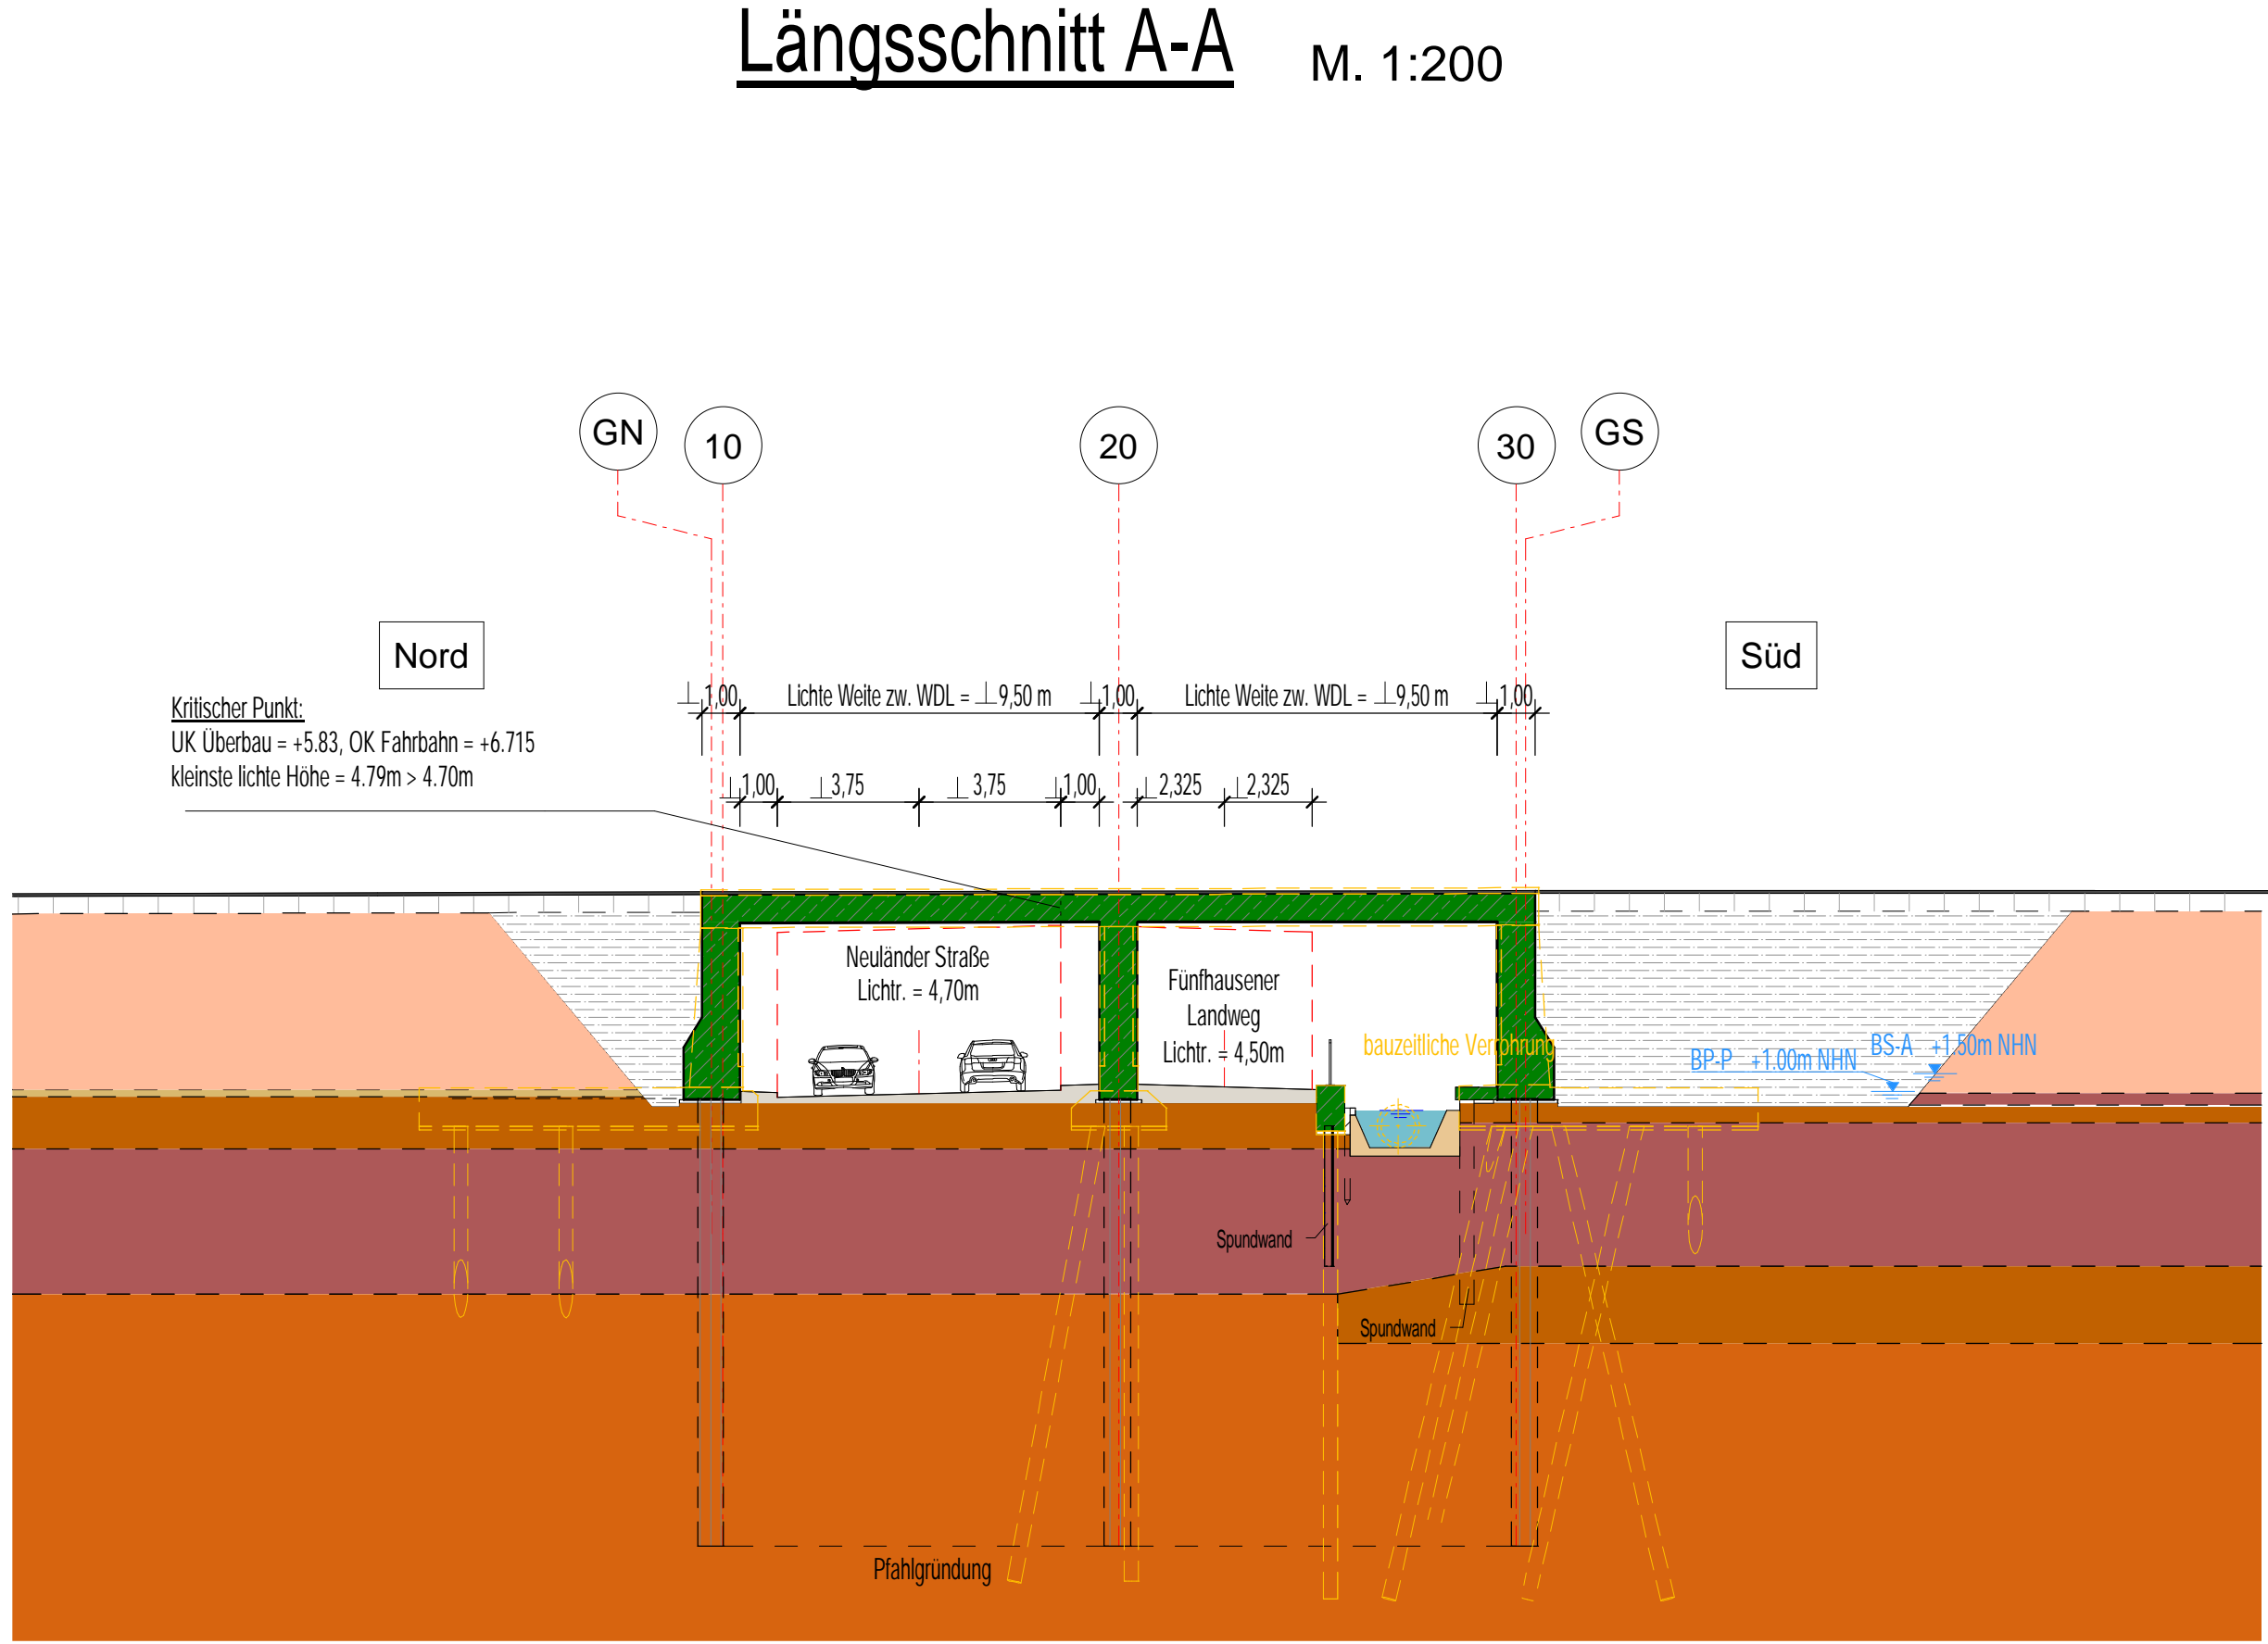 Längsschnitt A-A M. 1:200
GN 10 20 30 GS
Nord Süd
Kritischer Punkt:
UK Überbau = +5.83, OK Fahrbahn = +6.715
kleinste lichte Höhe = 4.79m > 4.70m
⊥ 1,00 Lichte Weite zw. WDL = ⊥ 9,50 m ⊥ 1,00 Lichte Weite zw. WDL = ⊥ 9,50 m ⊥ 1,00
⊥ 1,00 ⊥ 3,75 ⊥ 3,75 ⊥ 1,00 ⊥ 2,325 ⊥ 2,325
Neuländer Straße
Lichtr. = 4,70m
Fünfhausener
Landweg
Lichtr. = 4,50m
bauzeitliche Verrohrung
BP-P +1.00m NHN
BS-A +1.50m NHN
Spundwand
Spundwand
Pfahlgründung